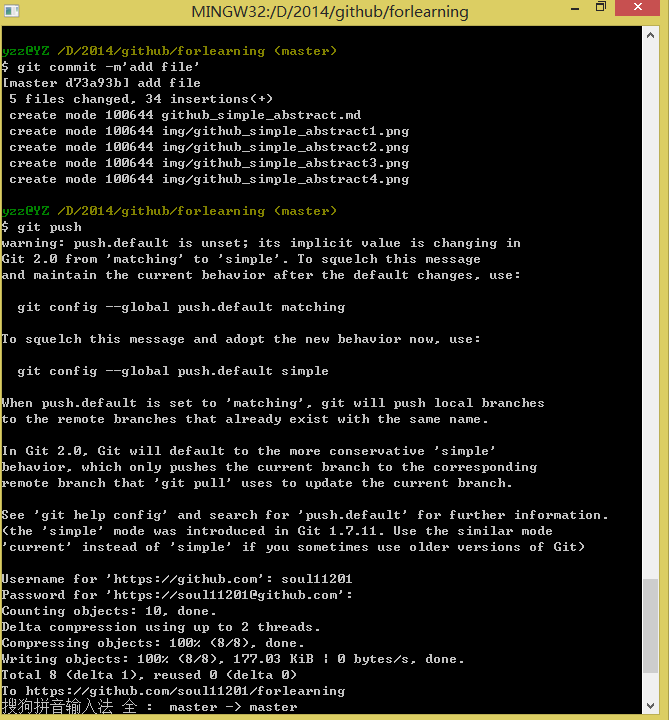 MINGW32:/D/2014/github/forlearning
yzz@YZ /D/2014/github/forlearning (master)
$ git commit -m'add file'
[master d73a93b] add file
 5 files changed, 34 insertions(+)
 create mode 100644 github_simple_abstract.md
 create mode 100644 img/github_simple_abstract1.png
 create mode 100644 img/github_simple_abstract2.png
 create mode 100644 img/github_simple_abstract3.png
 create mode 100644 img/github_simple_abstract4.png
yzz@YZ /D/2014/github/forlearning (master)
$ git push
warning: push.default is unset; its implicit value is changing in
Git 2.0 from 'matching' to 'simple'. To squelch this message
and maintain the current behavior after the default changes, use:
  git config --global push.default matching
To squelch this message and adopt the new behavior now, use:
  git config --global push.default simple
When push.default is set to 'matching', git will push local branches
to the remote branches that already exist with the same name.
In Git 2.0, Git will default to the more conservative 'simple'
behavior, which only pushes the current branch to the corresponding
remote branch that 'git pull' uses to update the current branch.
See 'git help config' and search for 'push.default' for further information.
(the 'simple' mode was introduced in Git 1.7.11. Use the similar mode
'current' instead of 'simple' if you sometimes use older versions of Git)
Username for 'https://github.com': soul11201
Password for 'https://soul11201@github.com':
Counting objects: 10, done.
Delta compression using up to 2 threads.
Compressing objects: 100% (8/8), done.
Writing objects: 100% (8/8), 177.03 KiB | 0 bytes/s, done.
Total 8 (delta 1), reused 0 (delta 0)
To https://github.com/soul11201/forlearning
搜狗拼音输入法 全 :  master -> master